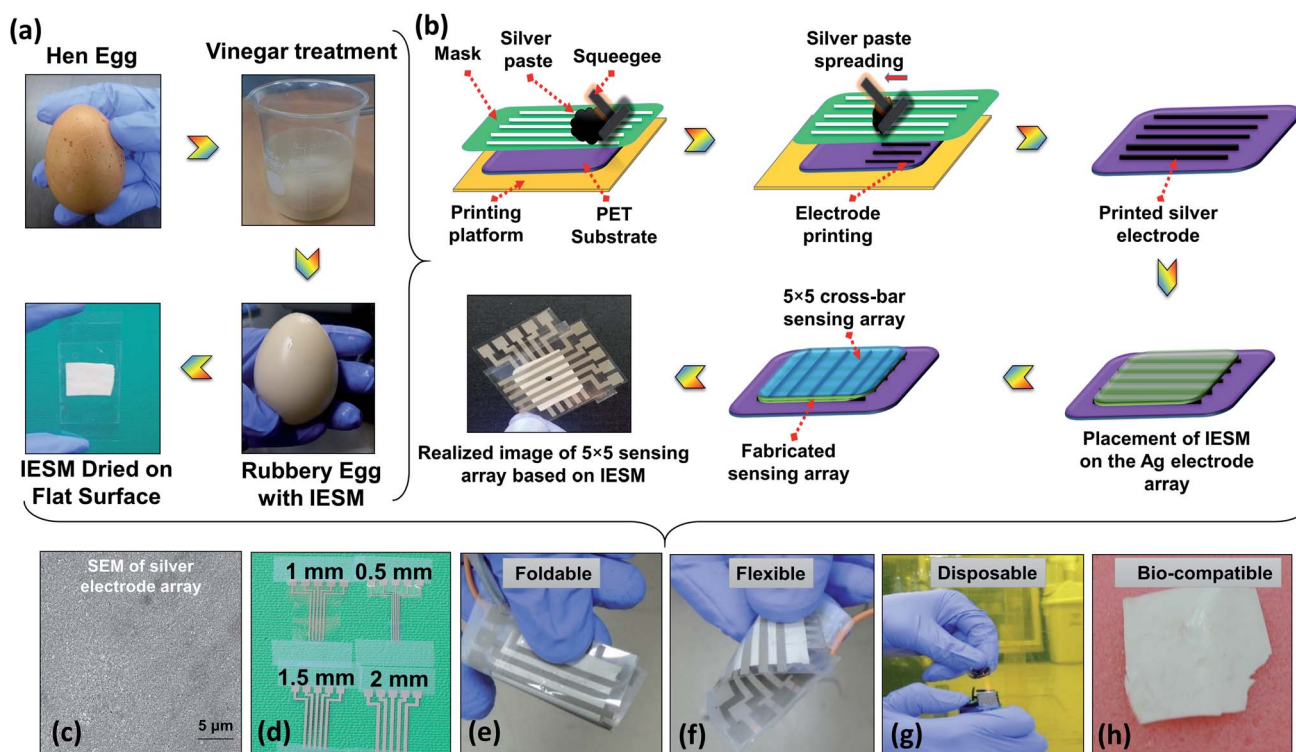 (a)
Hen Egg
Vinegar treatment
IESM Dried on
Flat Surface
Rubbery Egg
with IESM
(b)
Mask
Silver
paste
Squeegee
Printing
platform
PET
Substrate
Silver paste
spreading
Electrode
printing
Printed silver
electrode
Realized image of 5×5 sensing
array based on IESM
5×5 cross-bar
sensing array
Fabricated
sensing array
Placement of IESM
on the Ag electrode
array
SEM of silver
electrode array
5 µm
(c)
1 mm
0.5 mm
1.5 mm
2 mm
(d)
Foldable
(e)
Flexible
(f)
Disposable
(g)
Bio-compatible
(h)